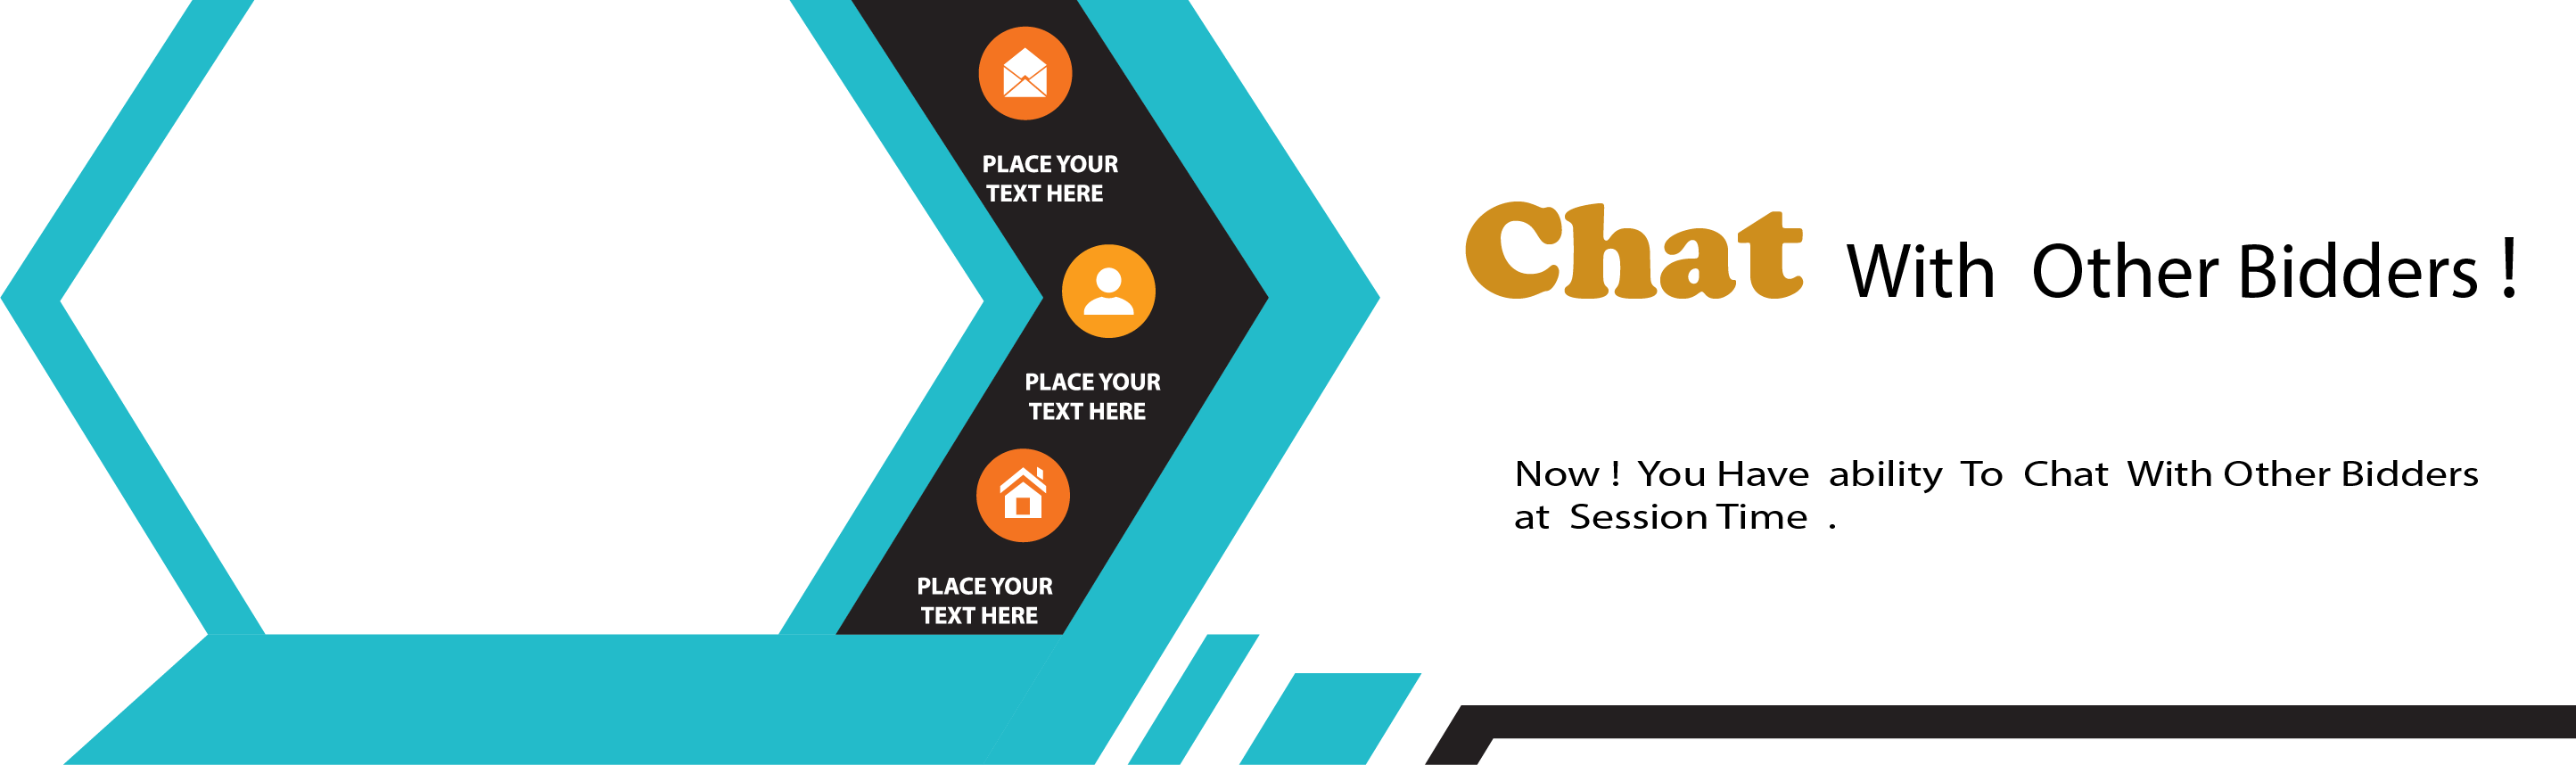 PLACE YOUR
TEXT HERE
PLACE YOUR
TEXT HERE
PLACE YOUR
TEXT HERE
Chat With Other Bidders !
Now ! You Have ability To Chat With Other Bidders
at Session Time .